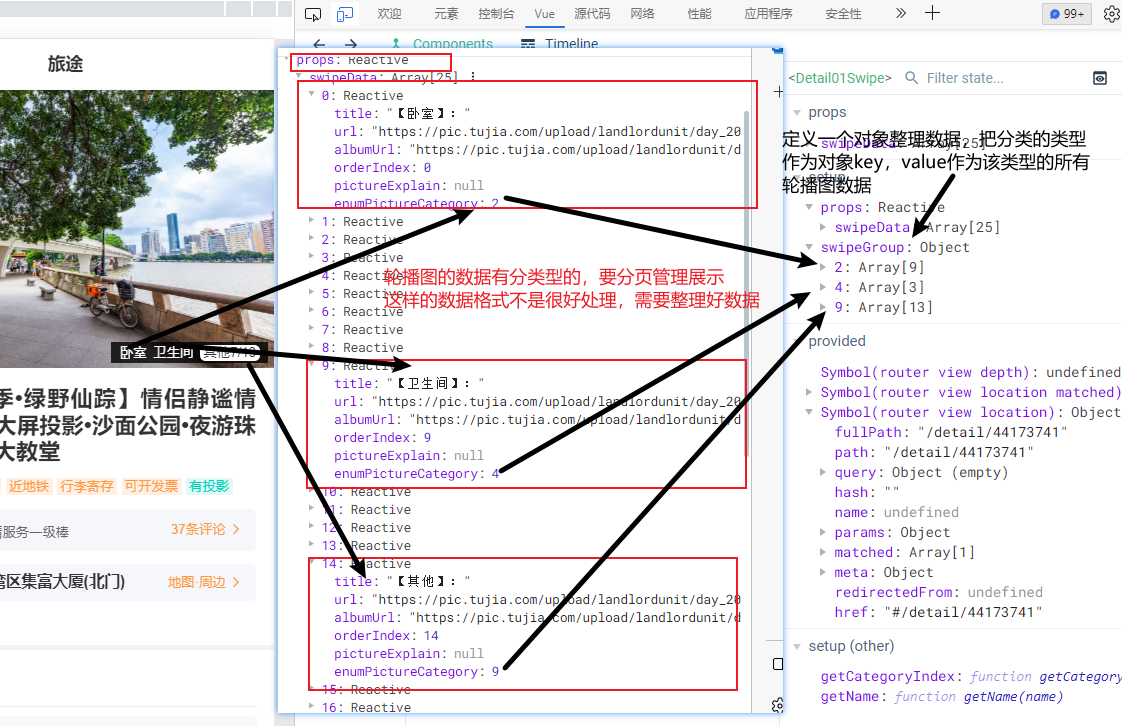 欢迎 元素 控制台 Vue 源代码 网络 性能 应用程序 安全性 99+
Components Timeline
旅途
卧室 卫生间 其他7/13
季•绿野仙踪】情侣静谧情
大屏投影•沙面公园•夜游珠
大教堂
近地铁 行李寄存 可开发票 有投影
服务一级棒 37条评论
区集富大厦(北门) 地图·周边
props: Reactive
swipeData: Array[25]
0: Reactive
title: "【卧室】："
url: "https://pic.tujia.com/upload/landlordunit/day_20
albumUrl: "https://pic.tujia.com/upload/landlordunit/d
orderIndex: 0
pictureExplain: null
enumPictureCategory: 2
1: Reactive
2: Reactive
3: Reactive
4: Reactive
5: Reactive
6: Reactive
7: Reactive
8: Reactive
轮播图的数据有分类型的，要分页管理展示
这样的数据格式不是很好处理，需要整理好数据
9: Reactive
title: "【卫生间】："
url: "https://pic.tujia.com/upload/landlordunit/day_20
albumUrl: "https://pic.tujia.com/upload/landlordunit/d
orderIndex: 9
pictureExplain: null
enumPictureCategory: 4
10: Reactive
11: Reactive
12: Reactive
13: Reactive
14: Reactive
title: "【其他】："
url: "https://pic.tujia.com/upload/landlordunit/day_20
albumUrl: "https://pic.tujia.com/upload/landlordunit/d
orderIndex: 14
pictureExplain: null
enumPictureCategory: 9
15: Reactive
16: Reactive
<Detail01Swipe> Filter state...
props
swipeData: Array[25]
定义一个对象整理数据，把分类的类型
作为对象key，value作为该类型的所有
轮播图数据
setup
props: Reactive
swipeData: Array[25]
swipeGroup: Object
2: Array[9]
4: Array[3]
9: Array[13]
provided
Symbol(router view depth): undefined
Symbol(router view location matched)
Symbol(router view location): Object
fullPath: "/detail/44173741"
path: "/detail/44173741"
query: Object (empty)
hash: ""
name: undefined
params: Object
matched: Array[1]
meta: Object
redirectedFrom: undefined
href: "#/detail/44173741"
setup (other)
getCategoryIndex: function getCategory
getName: function getName(name)